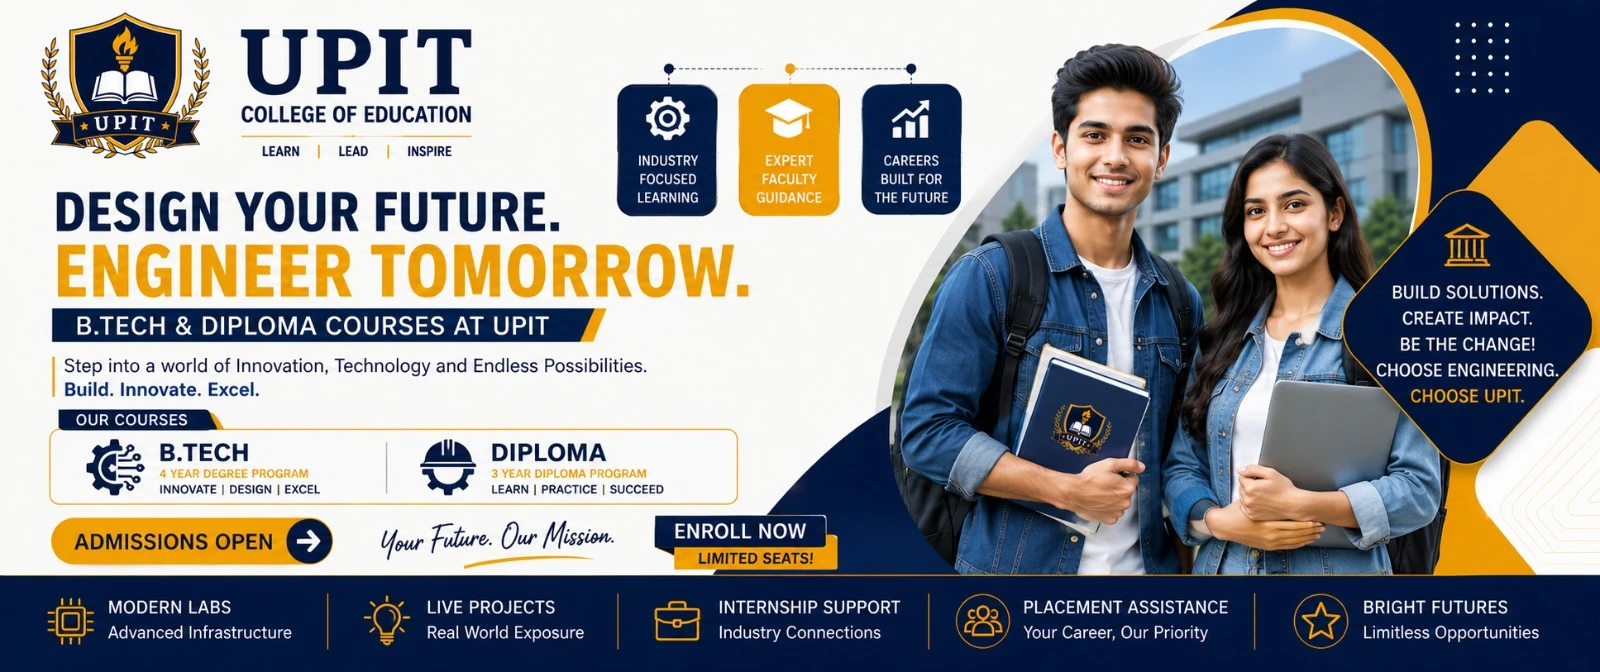 UPIT
UPIT
COLLEGE OF EDUCATION
LEARN | LEAD | INSPIRE
INDUSTRY
FOCUSED
LEARNING
EXPERT
FACULTY
GUIDANCE
CAREERS
BUILT FOR
THE FUTURE
DESIGN YOUR FUTURE.
ENGINEER TOMORROW.
B.TECH & DIPLOMA COURSES AT UPIT
Step into a world of Innovation, Technology and Endless Possibilities.
Build. Innovate. Excel.
OUR COURSES
B.TECH
4 YEAR DEGREE PROGRAM
INNOVATE | DESIGN | EXCEL
DIPLOMA
3 YEAR DIPLOMA PROGRAM
LEARN | PRACTICE | SUCCEED
ADMISSIONS OPEN
Your Future. Our Mission.
ENROLL NOW
LIMITED SEATS!
UPIT
BUILD SOLUTIONS.
CREATE IMPACT.
BE THE CHANGE!
CHOOSE ENGINEERING.
CHOOSE UPIT.
MODERN LABS
Advanced Infrastructure
LIVE PROJECTS
Real World Exposure
INTERNSHIP SUPPORT
Industry Connections
PLACEMENT ASSISTANCE
Your Career, Our Priority
BRIGHT FUTURES
Limitless Opportunities